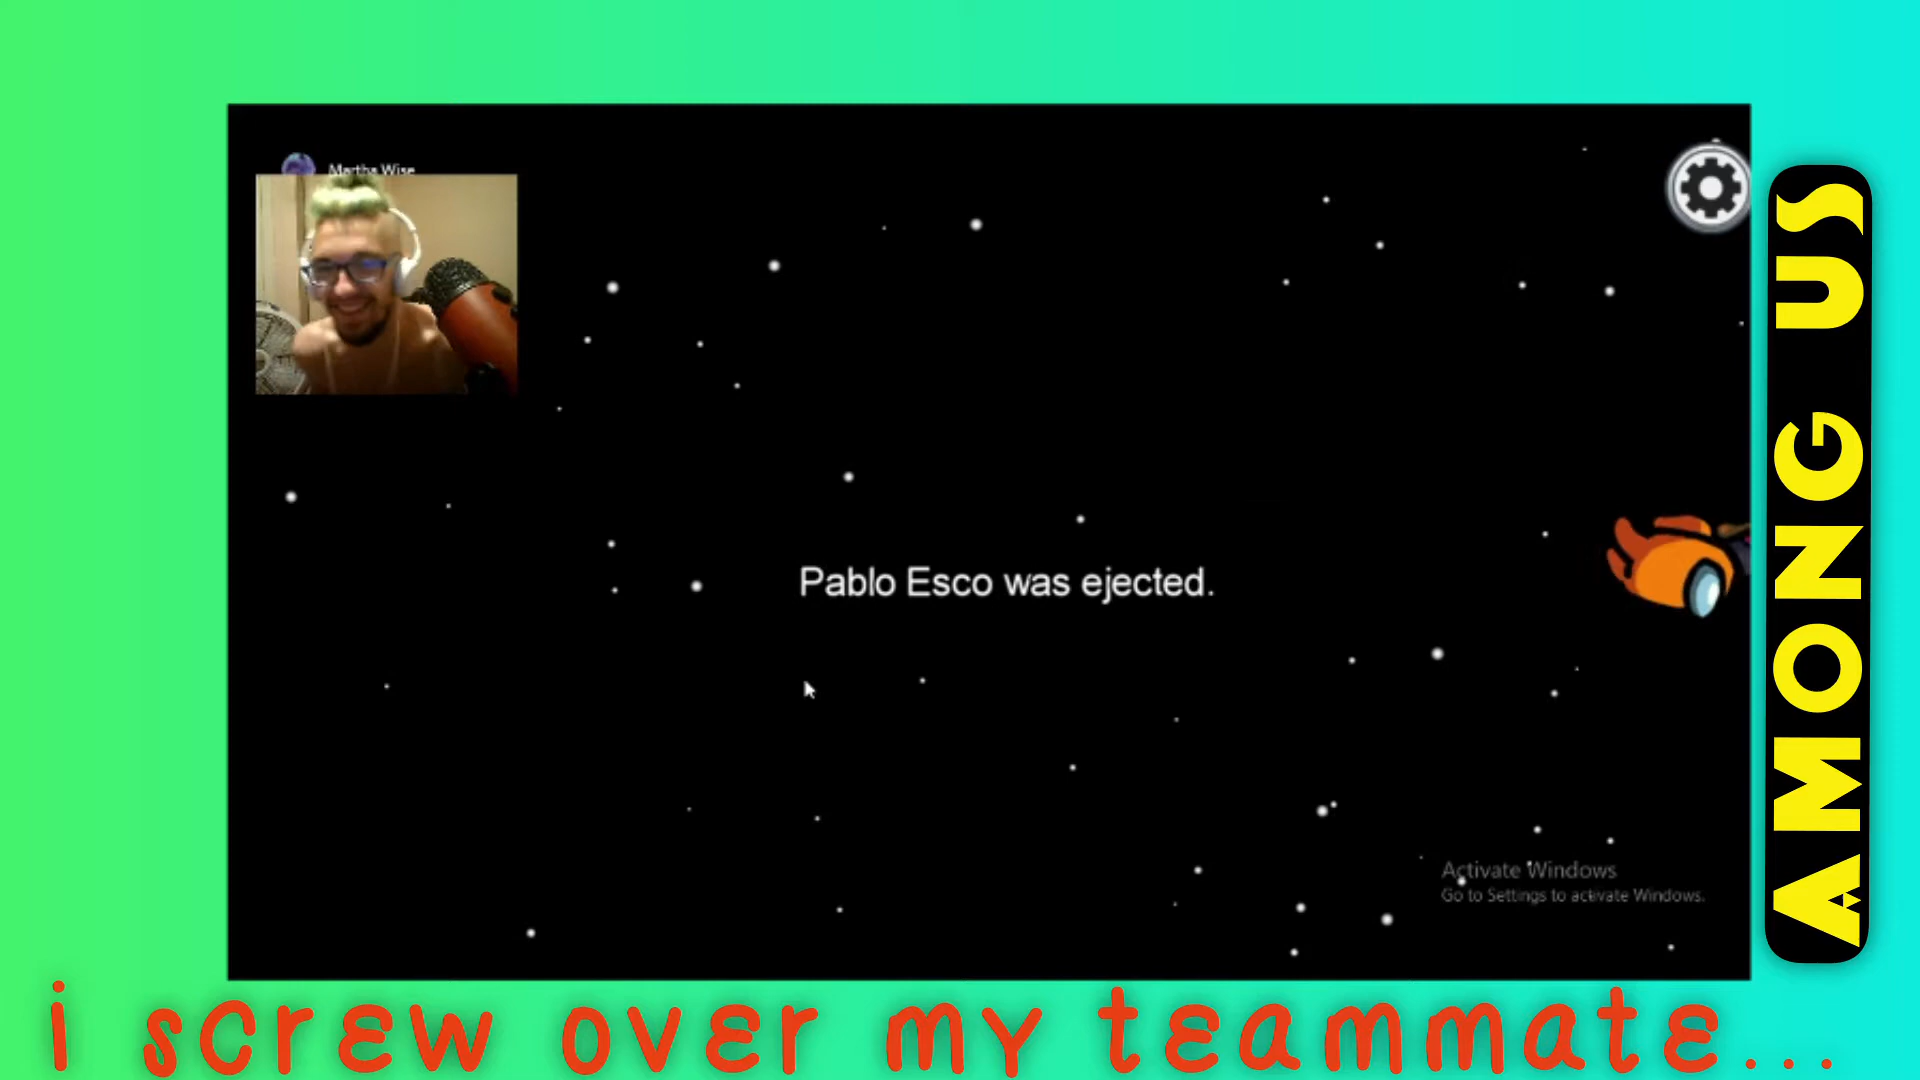 Martha Wise
Pablo Esco was ejected.
Activate Windows
Go to Settings to activate Windows.
AMONG US
i screw over my teammate...